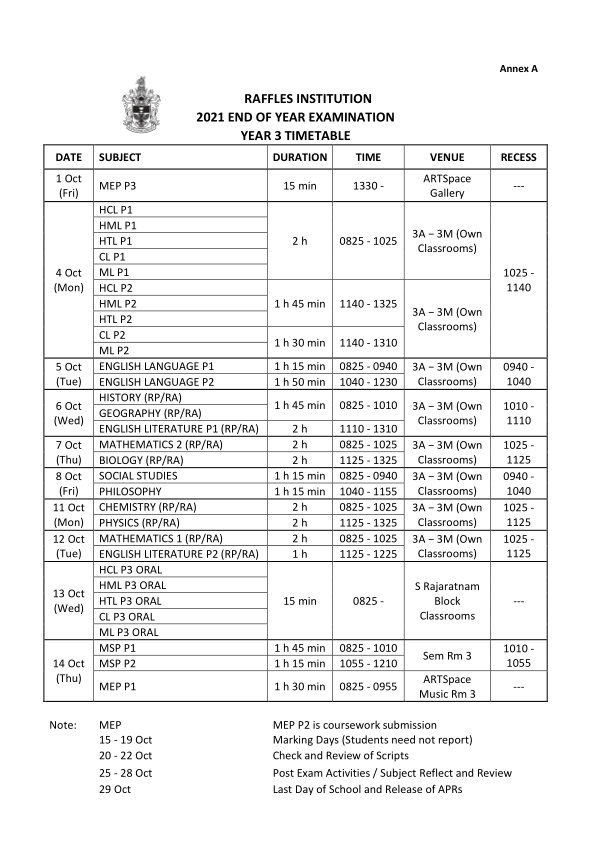 Annex A
RAFFLES INSTITUTION
2021 END OF YEAR EXAMINATION
YEAR 3 TIMETABLE
DATE SUBJECT DURATION TIME VENUE RECESS
1 Oct (Fri) MEP P3 15 min 1330 - ARTSpace Gallery ---
4 Oct (Mon) HCL P1 2 h 0825 - 1025 3A – 3M (Own Classrooms) 1025 - 1140
HML P1
HTL P1
CL P1
ML P1
HCL P2 1 h 45 min 1140 - 1325 3A – 3M (Own Classrooms)
HML P2
HTL P2
CL P2 1 h 30 min 1140 - 1310
ML P2
5 Oct (Tue) ENGLISH LANGUAGE P1 1 h 15 min 0825 - 0940 3A – 3M (Own Classrooms) 0940 - 1040
ENGLISH LANGUAGE P2 1 h 50 min 1040 - 1230
6 Oct (Wed) HISTORY (RP/RA) 1 h 45 min 0825 - 1010 3A – 3M (Own Classrooms) 1010 - 1110
GEOGRAPHY (RP/RA)
ENGLISH LITERATURE P1 (RP/RA) 2 h 1110 - 1310
7 Oct (Thu) MATHEMATICS 2 (RP/RA) 2 h 0825 - 1025 3A – 3M (Own Classrooms) 1025 - 1125
BIOLOGY (RP/RA) 2 h 1125 - 1325
8 Oct (Fri) SOCIAL STUDIES 1 h 15 min 0825 - 0940 3A – 3M (Own Classrooms) 0940 - 1040
PHILOSOPHY 1 h 15 min 1040 - 1155
11 Oct (Mon) CHEMISTRY (RP/RA) 2 h 0825 - 1025 3A – 3M (Own Classrooms) 1025 - 1125
PHYSICS (RP/RA) 2 h 1125 - 1325
12 Oct (Tue) MATHEMATICS 1 (RP/RA) 2 h 0825 - 1025 3A – 3M (Own Classrooms) 1025 - 1125
ENGLISH LITERATURE P2 (RP/RA) 1 h 1125 - 1225
13 Oct (Wed) HCL P3 ORAL 15 min 0825 - S Rajaratnam Block Classrooms ---
HML P3 ORAL
HTL P3 ORAL
CL P3 ORAL
ML P3 ORAL
14 Oct (Thu) MSP P1 1 h 45 min 0825 - 1010 Sem Rm 3 1010 - 1055
MSP P2 1 h 15 min 1055 - 1210
MEP P1 1 h 30 min 0825 - 0955 ARTSpace Music Rm 3 ---
Note: MEP MEP P2 is coursework submission
15 - 19 Oct Marking Days (Students need not report)
20 - 22 Oct Check and Review of Scripts
25 - 28 Oct Post Exam Activities / Subject Reflect and Review
29 Oct Last Day of School and Release of APRs